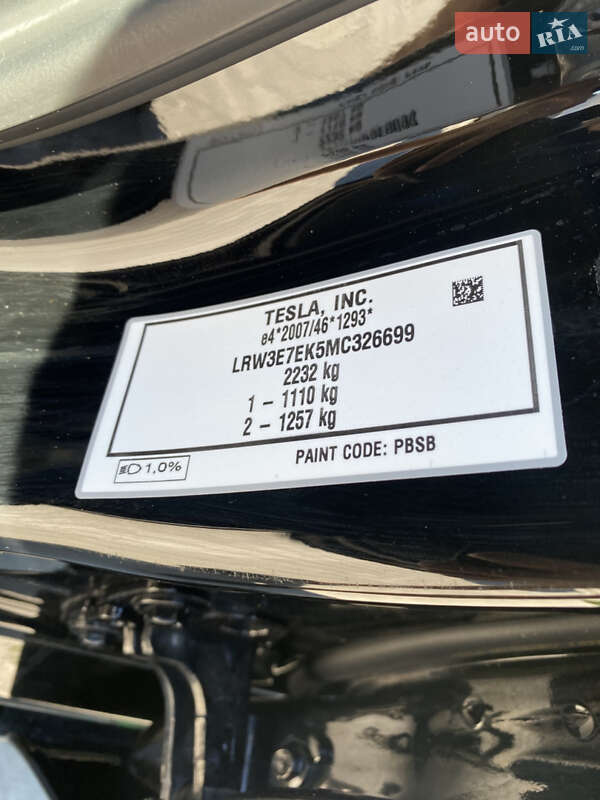 auto RIA.com
TESLA, INC.
e4*2007/46*1293*
LRW3E7EK5MC326699
2232 kg
1 - 1110 kg
2 - 1257 kg
1,0%
PAINT CODE: PBSB